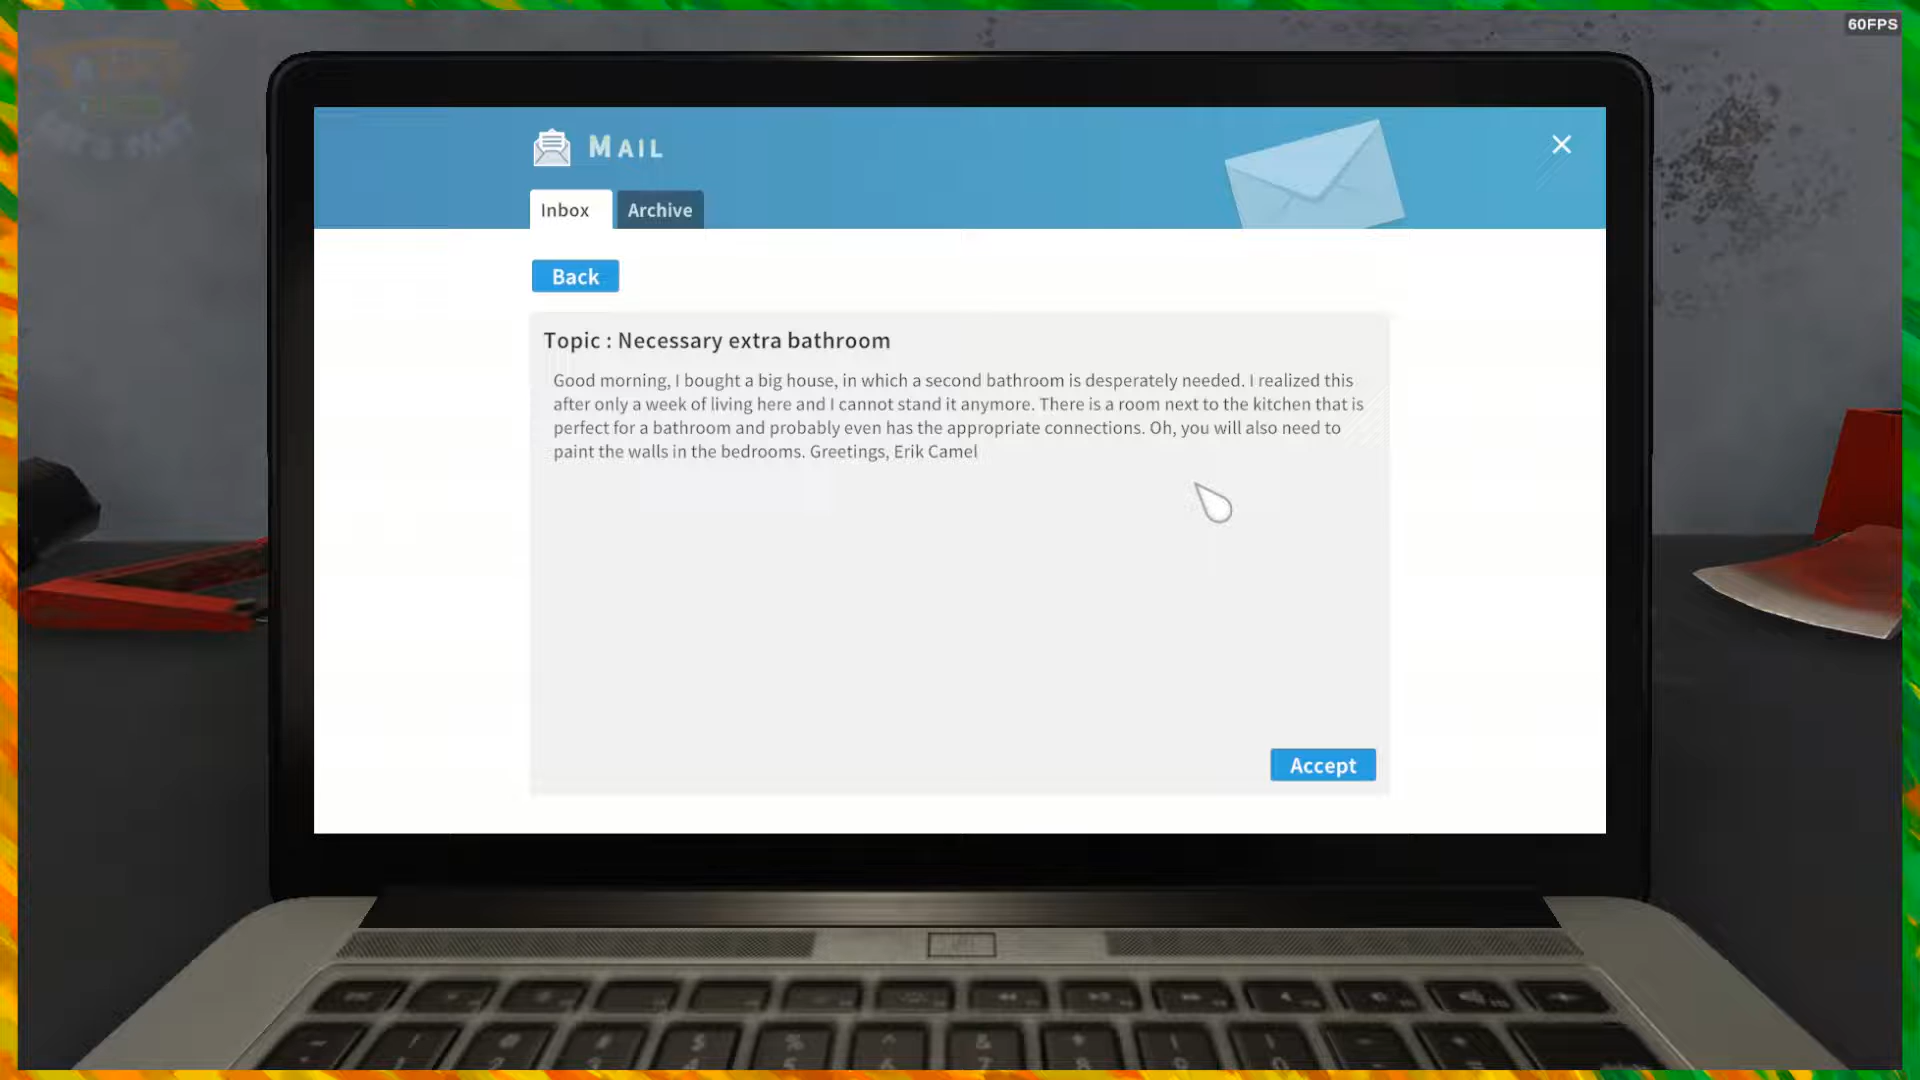 60FPS
MAIL
Inbox
Archive
Back
Topic : Necessary extra bathroom
Good morning, I bought a big house, in which a second bathroom is desperately needed. I realized this
after only a week of living here and I cannot stand it anymore. There is a room next to the kitchen that is
perfect for a bathroom and probably even has the appropriate connections. Oh, you will also need to
paint the walls in the bedrooms. Greetings, Erik Camel
Accept